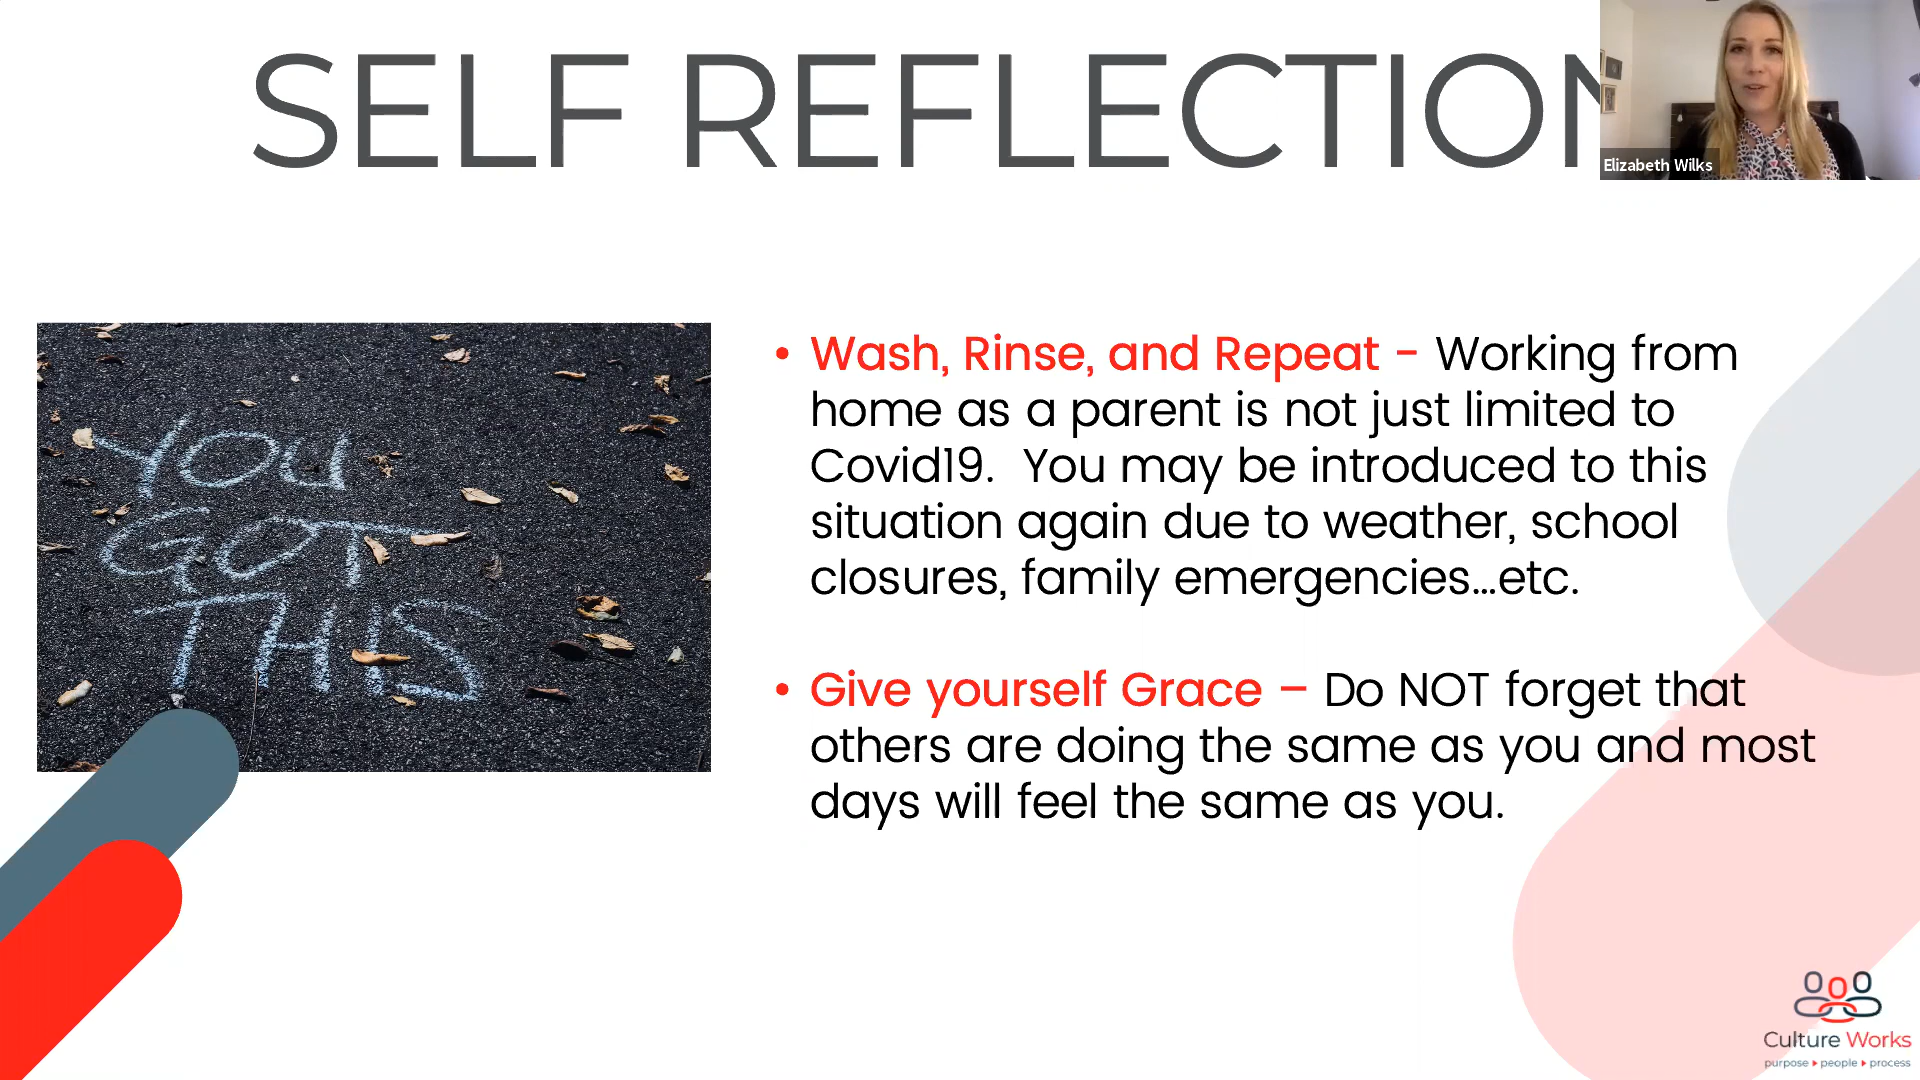 SELF REFLECTION
Elizabeth Wilks
YOU
GOT
THIS
• Wash, Rinse, and Repeat - Working from
home as a parent is not just limited to
Covid19.  You may be introduced to this
situation again due to weather, school
closures, family emergencies...etc.
• Give yourself Grace – Do NOT forget that
others are doing the same as you and most
days will feel the same as you.
Culture Works
purpose ▸ people ▸ process